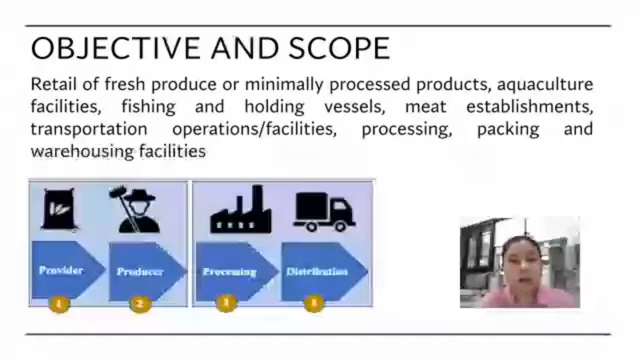 OBJECTIVE AND SCOPE
Retail of fresh produce or minimally processed products, aquaculture
facilities, fishing and holding vessels, meat establishments,
transportation operations/facilities, processing, packing and
warehousing facilities
Provider
Producer
Processing
Distribution
1
2
3